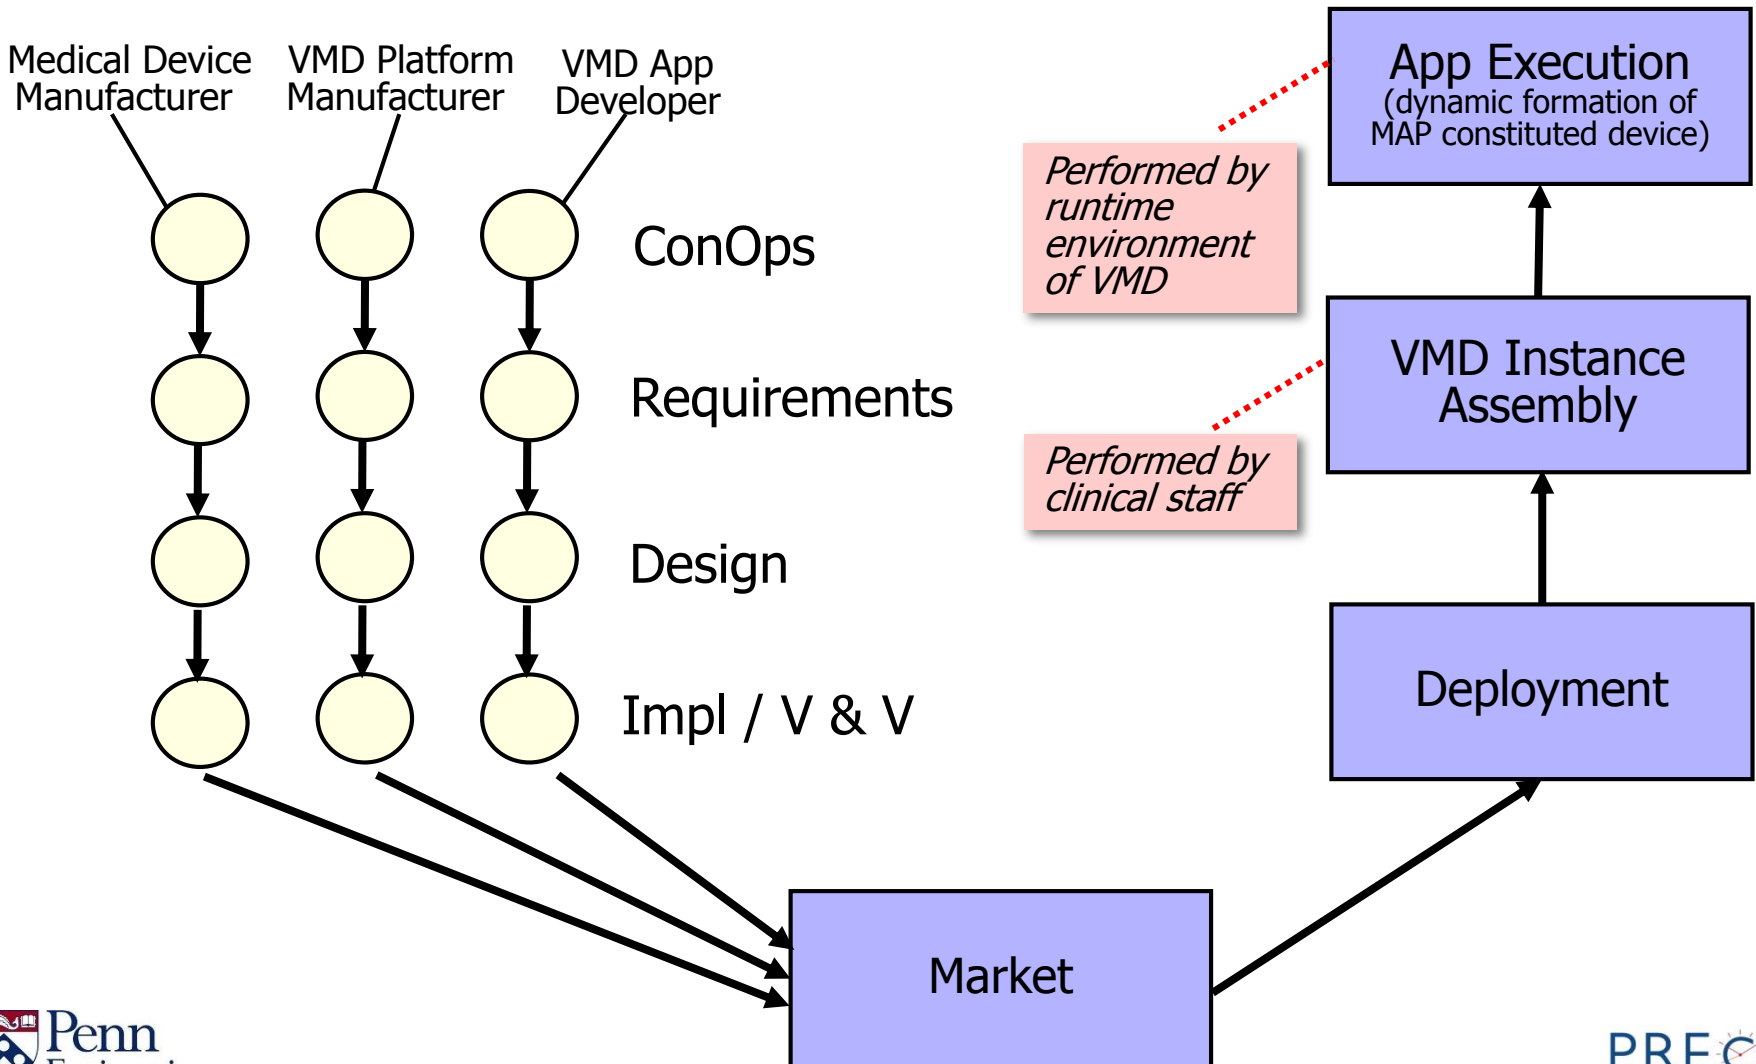 Medical Device
Manufacturer
VMD Platform
Manufacturer
VMD App
Developer
ConOps
Requirements
Design
Impl / V & V
Market
App Execution
(dynamic formation of
MAP constituted device)
Performed by
runtime
environment
of VMD
VMD Instance
Assembly
Performed by
clinical staff
Deployment
Penn